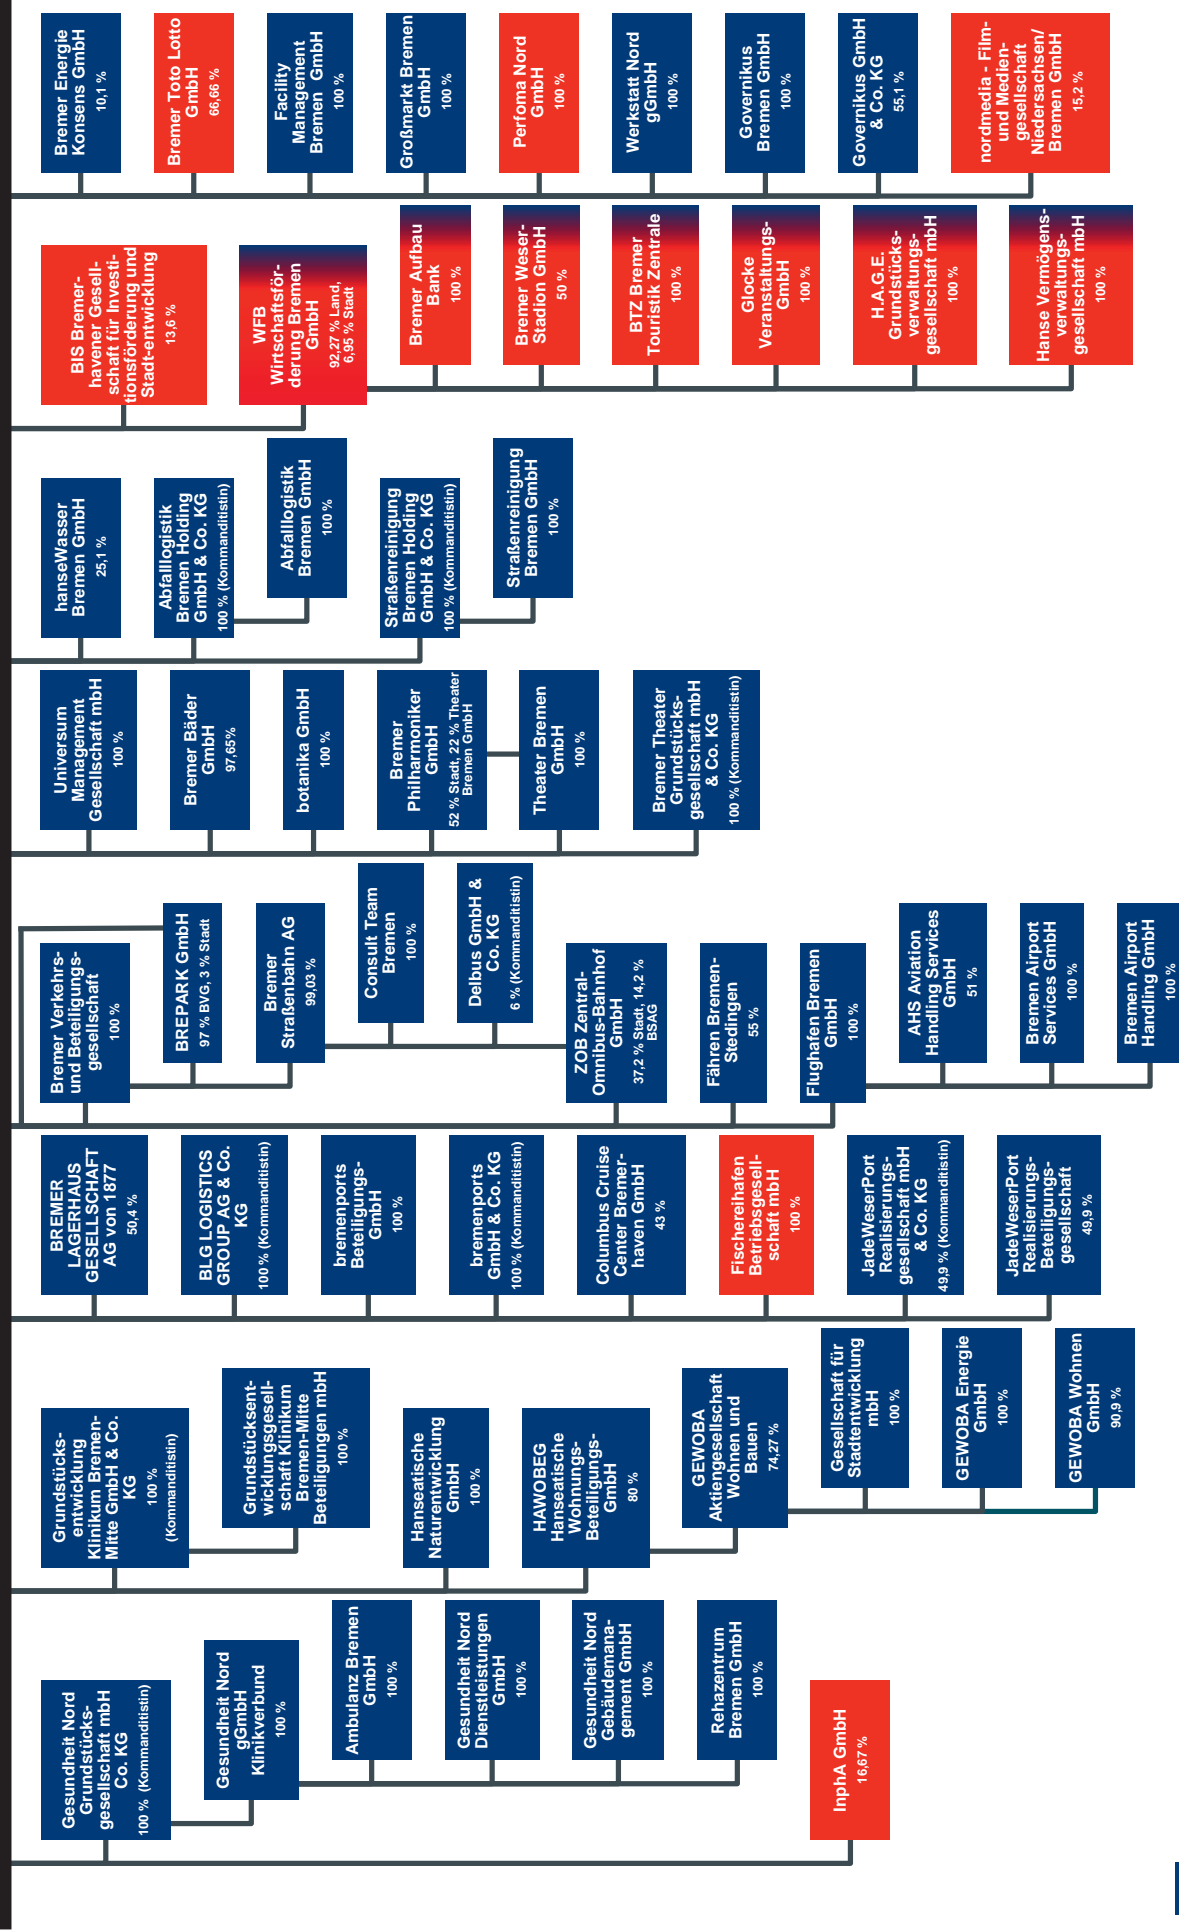 Gesundheit Nord
Grundstücks-
gesellschaft mbH
Co. KG
100 % (Kommanditistin)
Gesundheit Nord
gGmbH
Klinikverbund
100 %
Ambulanz Bremen
GmbH
100 %
Gesundheit Nord
Dienstleistungen
GmbH
100 %
Gesundheit Nord
Gebäudemana-
gement GmbH
100 %
Rehazentrum
Bremen GmbH
100 %
InphA GmbH
16,67 %
Grundstücks-
entwicklung
Klinikum Bremen-
Mitte GmbH & Co.
KG
100 %
(Kommanditistin)
Grundstücksent-
wicklungsgesell-
schaft Klinikum
Bremen-Mitte
Beteiligungen mbH
100 %
Hanseatische
Naturentwicklung
GmbH
100 %
HAWOBEG
Hanseatische
Wohnungs-
Beteiligungs-
GmbH
80 %
GEWOBA
Aktiengesellschaft
Wohnen und
Bauen
74,27 %
Gesellschaft für
Stadtentwicklung
mbH
100 %
GEWOBA Energie
GmbH
100 %
GEWOBA Wohnen
GmbH
90,9 %
BREMER
LAGERHAUS
GESELLSCHAFT
AG von 1877
50,4 %
BLG LOGISTICS
GROUP AG & Co.
KG
100 % (Kommanditistin)
bremenports
Beteiligungs-
GmbH
100 %
bremenports
GmbH & Co. KG
100 % (Kommanditistin)
Columbus Cruise
Center Bremer-
haven GmbH
43 %
Fischereihafen
Betriebsgesell-
schaft mbH
100 %
JadeWeserPort
Realisierungs-
gesellschaft mbH
& Co. KG
49,9 % (Kommanditistin)
JadeWeserPort
Realisierungs-
Beteiligungs-
gesellschaft
49,9 %
Bremer Verkehrs-
und Beteiligungs-
gesellschaft
100 %
BREPARK GmbH
97 % BVG, 3 % Stadt
Bremer
Straßenbahn AG
99,03 %
Consult Team
Bremen
100 %
Delbus GmbH &
Co. KG
6 % (Kommanditistin)
ZOB Zentral-
Omnibus-Bahnhof
GmbH
37,2 % Stadt, 14,2 %
BSAG
Fähren Bremen-
Stedingen
55 %
Flughafen Bremen
GmbH
100 %
AHS Aviation
Handling Services
GmbH
51 %
Bremen Airport
Services GmbH
100 %
Bremen Airport
Handling GmbH
100 %
Universum
Management
Gesellschaft mbH
100 %
Bremer Bäder
GmbH
97,65%
botanika GmbH
100 %
Bremer
Philharmoniker
GmbH
52 % Stadt, 22 % Theater
Bremen GmbH
Theater Bremen
GmbH
100 %
Bremer Theater
Grundstücks-
gesellschaft mbH
& Co. KG
100 % (Kommanditistin)
hanseWasser
Bremen GmbH
25,1 %
Abfalllogistik
Bremen Holding
GmbH & Co. KG
100 % (Kommanditistin)
Abfalllogistik
Bremen GmbH
100 %
Straßenreinigung
Bremen Holding
GmbH & Co. KG
100 % (Kommanditistin)
Straßenreinigung
Bremen GmbH
100 %
BIS Bremer-
havener Gesell-
schaft für Investi-
tionsförderung und
Stadt-entwicklung
13,6 %
WFB
Wirtschaftsför-
derung Bremen
GmbH
92,27 % Land,
6,95 % Stadt
Bremer Aufbau
Bank
100 %
Bremer Weser-
Stadion GmbH
50 %
BTZ Bremer
Touristik Zentrale
100 %
Glocke
Veranstaltungs-
GmbH
100 %
H.A.G.E.
Grundstücks-
verwaltungs-
gesellschaft mbH
100 %
Hanse Vermögens-
verwaltungs-
gesellschaft mbH
100 %
Bremer Energie
Konsens GmbH
10,1 %
Bremer Toto Lotto
GmbH
66,66 %
Facility
Management
Bremen GmbH
100 %
Großmarkt Bremen
GmbH
100 %
Perfoma Nord
GmbH
100 %
Werkstatt Nord
gGmbH
100 %
Governikus
Bremen GmbH
100 %
Governikus GmbH
& Co. KG
55,1 %
nordmedia - Film-
und Medien-
gesellschaft
Niedersachsen/
Bremen GmbH
15,2 %